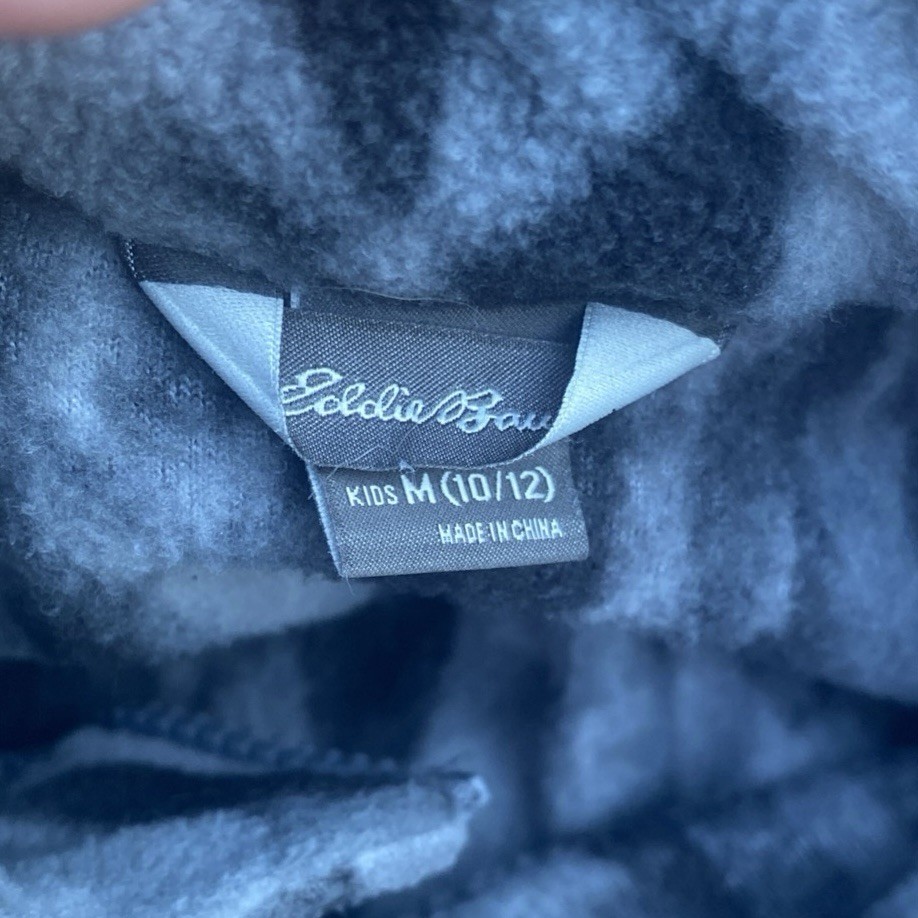 Eddie Bau
KIDS M (10/12)
MADE IN CHINA